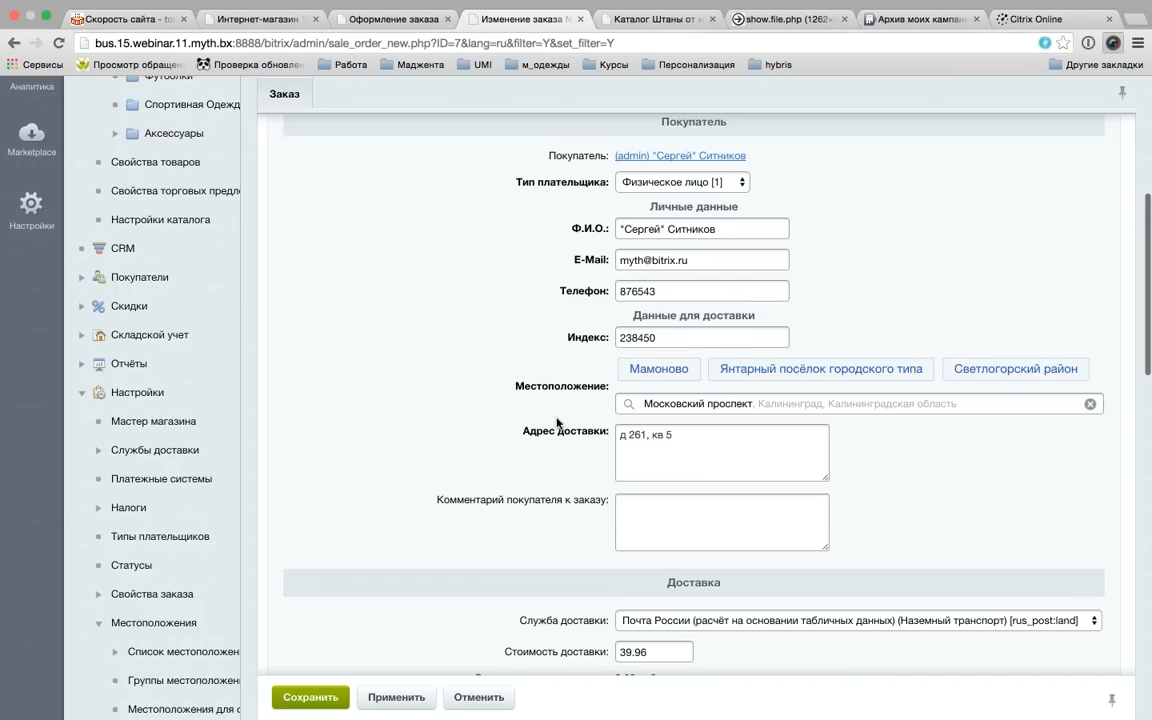 Скорость сайта - tor
Интернет-магазин "
Оформление заказа
Изменение заказа N
Каталог Штаны от м
show.file.php (1262×
Архив моих кампан
Citrix Online
bus.15.webinar.11.myth.bx:8888/bitrix/admin/sale_order_new.php?ID=7&lang=ru&filter=Y&set_filter=Y
Сервисы
Просмотр обращен
Проверка обновлен
Работа
Маджента
UMI
м_одежды
Курсы
Персонализация
hybris
Другие закладки
Аналитика
Marketplace
Настройки
Футболки
Спортивная Одежд
Аксессуары
Свойства товаров
Свойства торговых предло
Настройки каталога
CRM
Покупатели
Скидки
Складской учет
Отчёты
Настройки
Мастер магазина
Службы доставки
Платежные системы
Налоги
Типы плательщиков
Статусы
Свойства заказа
Местоположения
Список местоположен
Группы местоположен
Местоположения для с
Заказ
Покупатель
Покупатель: (admin) "Сергей" Ситников
Тип плательщика: Физическое лицо [1]
Личные данные
Ф.И.О.: "Сергей" Ситников
E-Mail: myth@bitrix.ru
Телефон: 876543
Данные для доставки
Индекс: 238450
Мамоново Янтарный посёлок городского типа Светлогорский район
Местоположение:
Московский проспект, Калининград, Калининградская область
Адрес доставки: д 261, кв 5
Комментарий покупателя к заказу:
Доставка
Служба доставки: Почта России (расчёт на основании табличных данных) (Наземный транспорт) [rus_post:land]
Стоимость доставки: 39.96
Сохранить Применить Отменить